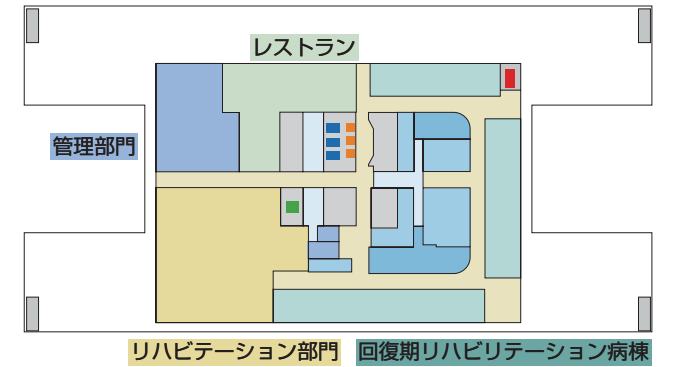 レストラン
管理部門
リハビテーション部門
回復期リハビリテーション病棟